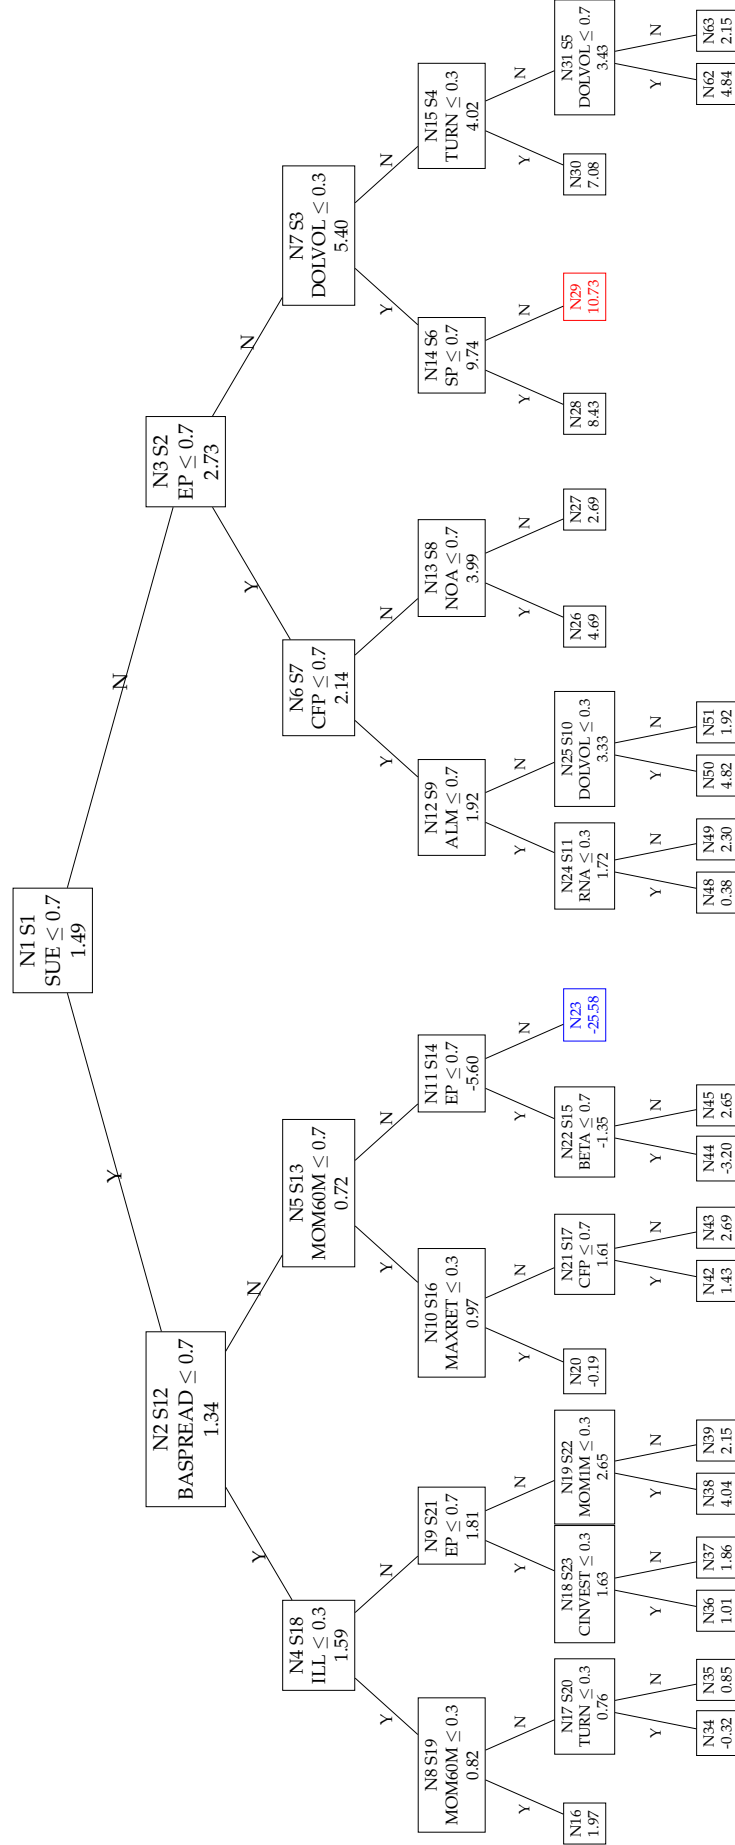 N1 S1
SUE ≤ 0.7
1.49
Y
N
N2 S12
BASPREAD ≤ 0.7
1.34
N3 S2
EP ≤ 0.7
2.73
Y
N
Y
N
N4 S18
ILL ≤ 0.3
1.59
N5 S13
MOM60M ≤ 0.7
0.72
N6 S7
CFP ≤ 0.7
2.14
N7 S3
DOLVOL ≤ 0.3
5.40
Y
N
Y
N
Y
N
Y
N
N8 S19
MOM60M ≤ 0.3
0.82
N9 S21
EP ≤ 0.7
1.81
N10 S16
MAXRET ≤ 0.3
0.97
N11 S14
EP ≤ 0.7
-5.60
N12 S9
ALM ≤ 0.7
1.92
N13 S8
NOA ≤ 0.7
3.99
N14 S6
SP ≤ 0.7
9.74
N15 S4
TURN ≤ 0.3
4.02
Y
N
Y
N
Y
N
Y
N
Y
N
Y
N
Y
N
Y
N
N16
1.97
N17 S20
TURN ≤ 0.3
0.76
N18 S23
CINVEST ≤ 0.3
1.63
N19 S22
MOM1M ≤ 0.3
2.65
N20
-0.19
N21 S17
CFP ≤ 0.7
1.61
N22 S15
BETA ≤ 0.7
-1.35
N23
-25.58
N24 S11
RNA ≤ 0.3
1.72
N25 S10
DOLVOL ≤ 0.3
3.33
N26
4.69
N27
2.69
N28
8.43
N29
10.73
N30
7.08
N31 S5
DOLVOL ≤ 0.7
3.43
Y
N
Y
N
Y
N
Y
N
Y
N
Y
N
Y
N
Y
N
N34
-0.32
N35
0.85
N36
1.01
N37
1.86
N38
4.04
N39
2.15
N42
1.43
N43
2.69
N44
-3.20
N45
2.65
N48
0.38
N49
2.30
N50
4.82
N51
1.92
N62
4.84
N63
2.15